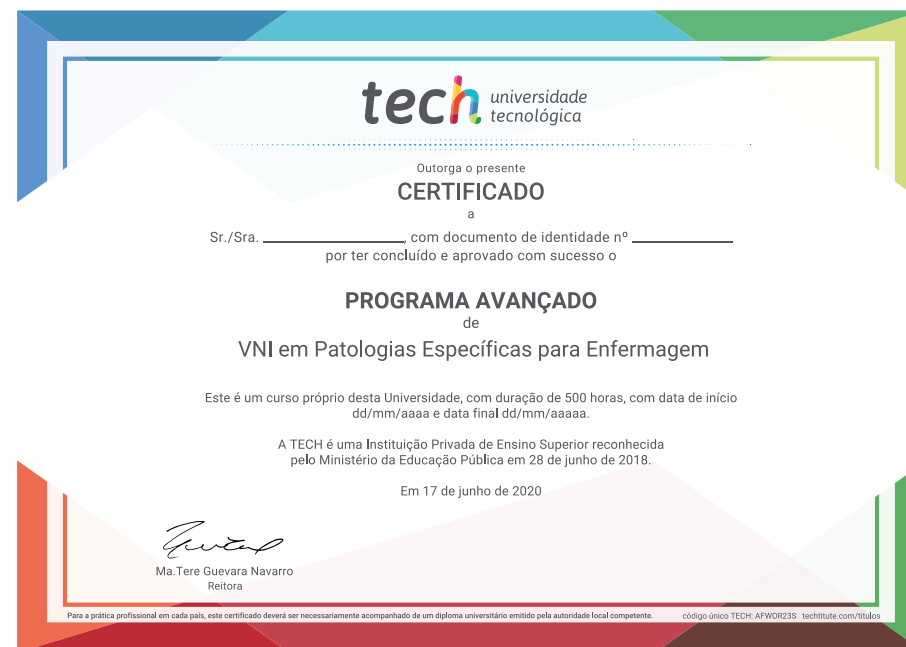 tech universidade
tecnológica
Outorga o presente
CERTIFICADO
a
Sr./Sra. ____________, com documento de identidade nº ____________
por ter concluído e aprovado com sucesso o
PROGRAMA AVANÇADO
de
VNI em Patologias Específicas para Enfermagem
Este é um curso próprio desta Universidade, com duração de 500 horas, com data de início
dd/mm/aaaa e data final dd/mm/aaaaa.
A TECH é uma Instituição Privada de Ensino Superior reconhecida
pelo Ministério da Educação Pública em 28 de junho de 2018.
Em 17 de junho de 2020
Ma.Tere Guevara Navarro
Reitora
Para a prática profissional em cada país, este certificado deverá ser necessariamente acompanhado de um diploma universitário emitido pela autoridade local competente. código único TECH: AFWOR23S techtitute.com/titulos